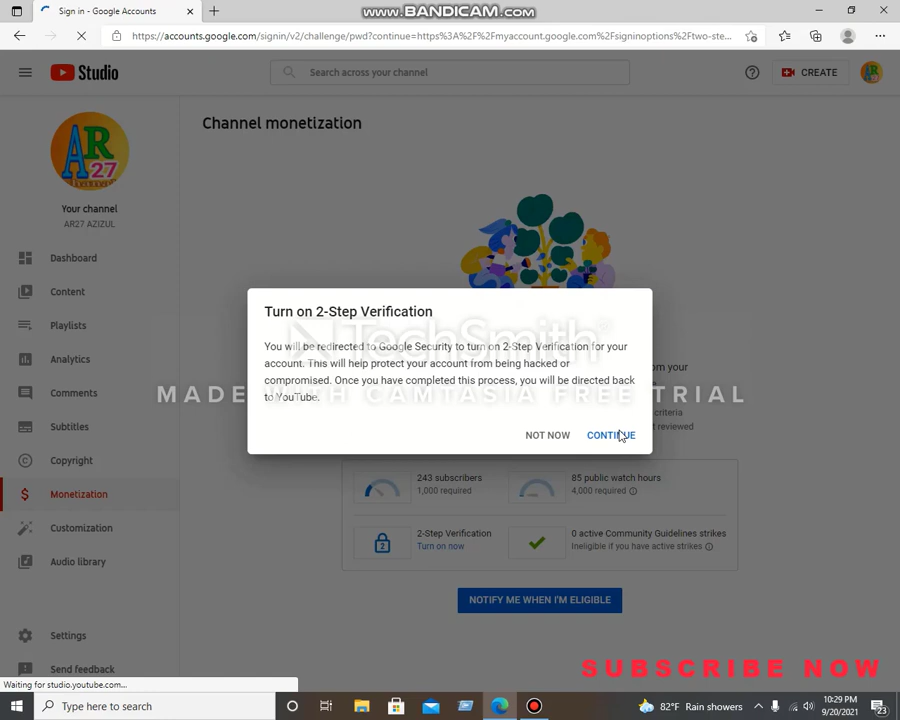 Sign in - Google Accounts
WWW.BANDICAM.COM
https://accounts.google.com/signin/v2/challenge/pwd?continue=https%3A%2F%2Fmyaccount.google.com%2Fsigninoptions%2Ftwo-ste...
Studio
Search across your channel
CREATE
AR
27
Your channel
AR27 AZIZUL
Dashboard
Content
Playlists
Analytics
Comments
Subtitles
Copyright
Monetization
Customization
Audio library
Settings
Send feedback
Channel monetization
Turn on 2-Step Verification
You will be redirected to Google Security to turn on 2-Step Verification for your
account. This will help protect your account from being hacked or
compromised. Once you have completed this process, you will be directed back
to YouTube.
NOT NOW CONTINUE
TechSmith
MADE WITH CAMTASIA FREE TRIAL
om your
criteria
t reviewed
243 subscribers
1,000 required
85 public watch hours
4,000 required
2-Step Verification
Turn on now
0 active Community Guidelines strikes
Ineligible if you have active strikes
NOTIFY ME WHEN I'M ELIGIBLE
SUBSCRIBE NOW
Waiting for studio.youtube.com...
Type here to search
82°F Rain showers
10:29 PM
9/20/2021
23